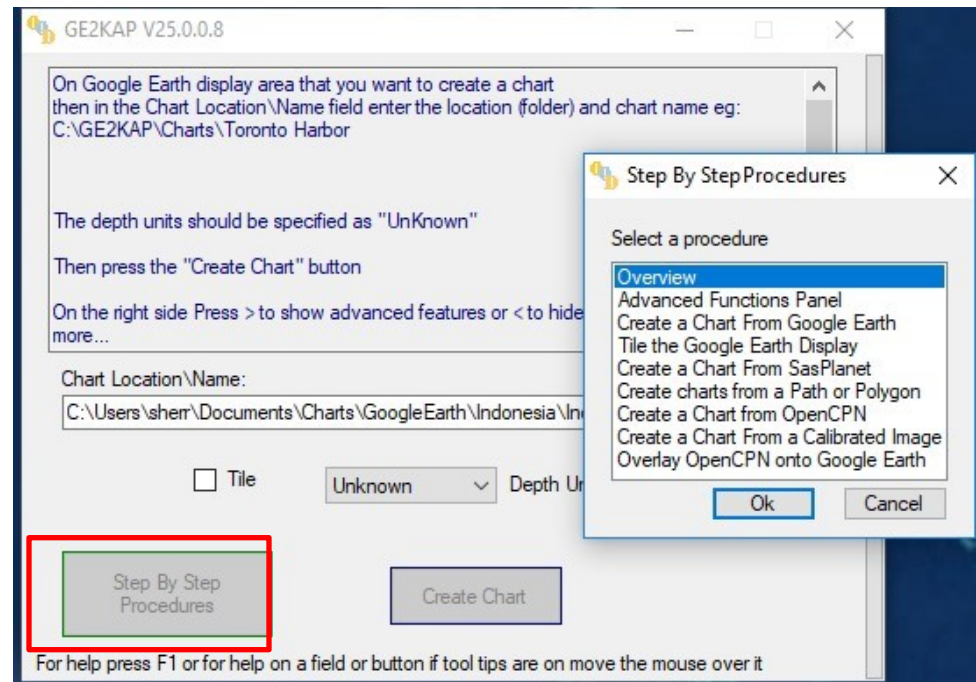 GE2KAP V25.0.0.8
On Google Earth display area that you want to create a chart
then in the Chart Location\Name field enter the location (folder) and chart name eg:
C:\GE2KAP\Charts\Toronto Harbor
The depth units should be specified as "UnKnown"
Then press the "Create Chart" button
On the right side Press > to show advanced features or < to hide
more...
Chart Location\Name:
C:\Users\sherr\Documents\Charts\GoogleEarth\Indonesia\In
Tile
Unknown
Depth Un
Step By Step
Procedures
Create Chart
For help press F1 or for help on a field or button if tool tips are on move the mouse over it
Step By Step Procedures
Select a procedure
Overview
Advanced Functions Panel
Create a Chart From Google Earth
Tile the Google Earth Display
Create a Chart From SasPlanet
Create charts from a Path or Polygon
Create a Chart from OpenCPN
Create a Chart From a Calibrated Image
Overlay OpenCPN onto Google Earth
Ok
Cancel